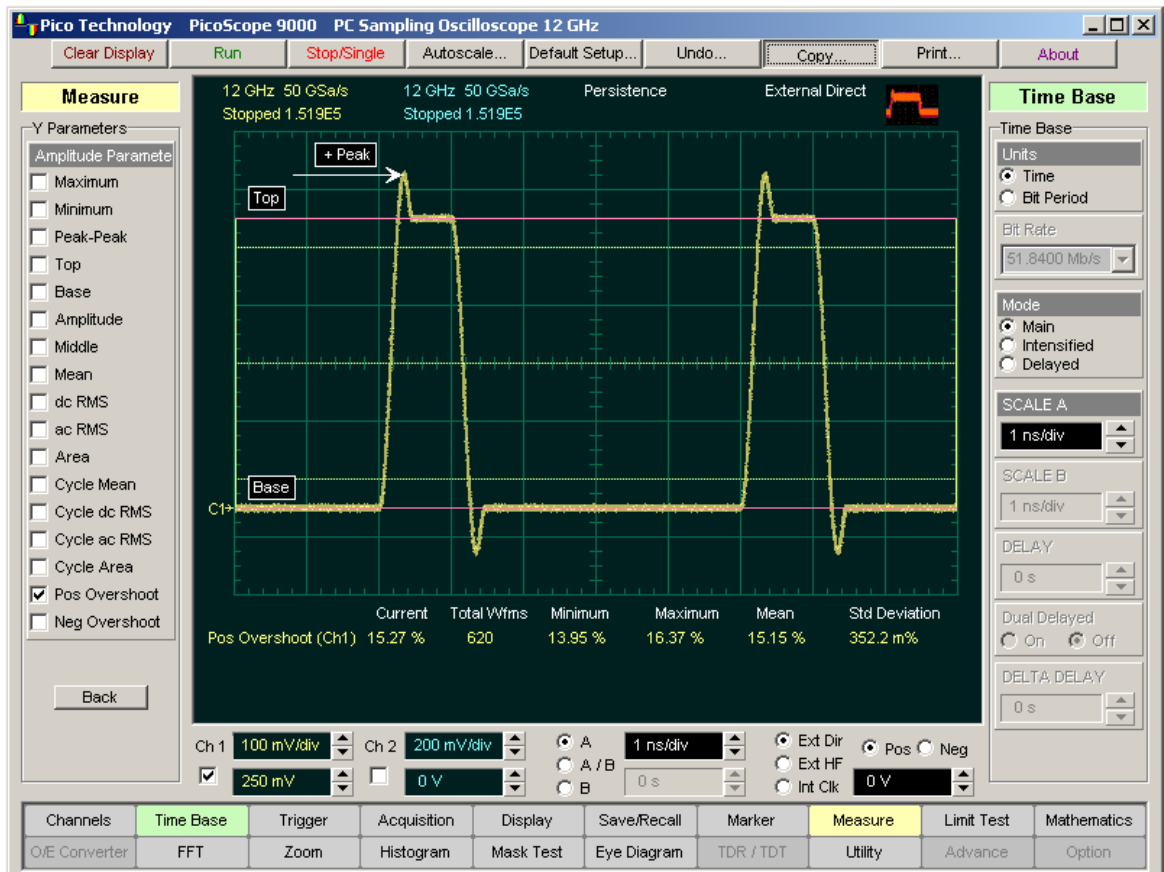 Pico Technology PicoScope 9000 PC Sampling Oscilloscope 12 GHz
Clear Display Run Stop/Single Autoscale... Default Setup... Undo... Copy... Print... About
Measure
Y Parameters
Amplitude Paramete
Maximum
Minimum
Peak-Peak
Top
Base
Amplitude
Middle
Mean
dc RMS
ac RMS
Area
Cycle Mean
Cycle dc RMS
Cycle ac RMS
Cycle Area
Pos Overshoot
Neg Overshoot
Back
12 GHz 50 GSa/s 12 GHz 50 GSa/s Persistence External Direct
Stopped 1.519E5 Stopped 1.519E5
+ Peak
Top
Base
C1
Current Total Wfms Minimum Maximum Mean Std Deviation
Pos Overshoot (Ch1) 15.27 % 620 13.95 % 16.37 % 15.15 % 352.2 m%
Time Base
Time Base
Units
Time
Bit Period
Bit Rate
51.8400 Mb/s
Mode
Main
Intensified
Delayed
SCALE A
1 ns/div
SCALE B
1 ns/div
DELAY
0 s
Dual Delayed
On Off
DELTA DELAY
0 s
Ch 1 100 mV/div Ch 2 200 mV/div A 1 ns/div Ext Dir Pos Neg
A / B Ext HF
250 mV 0 V B 0 s Int Clk 0 V
Channels Time Base Trigger Acquisition Display Save/Recall Marker Measure Limit Test Mathematics
O/E Converter FFT Zoom Histogram Mask Test Eye Diagram TDR / TDT Utility Advance Option